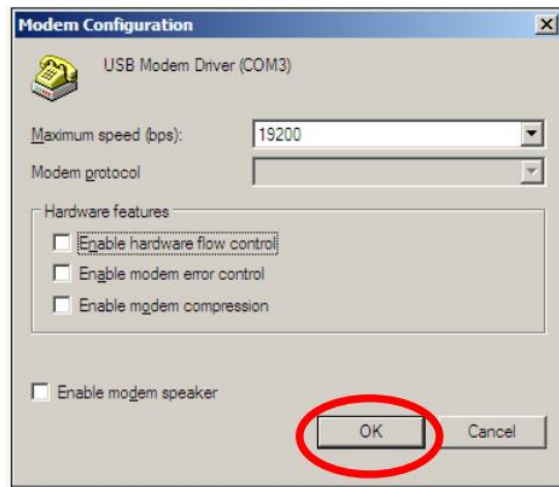 Modem Configuration
USB Modem Driver (COM3)
Maximum speed (bps): 19200
Modem protocol
Hardware features
Enable hardware flow control
Enable modem error control
Enable modem compression
Enable modem speaker
OK Cancel